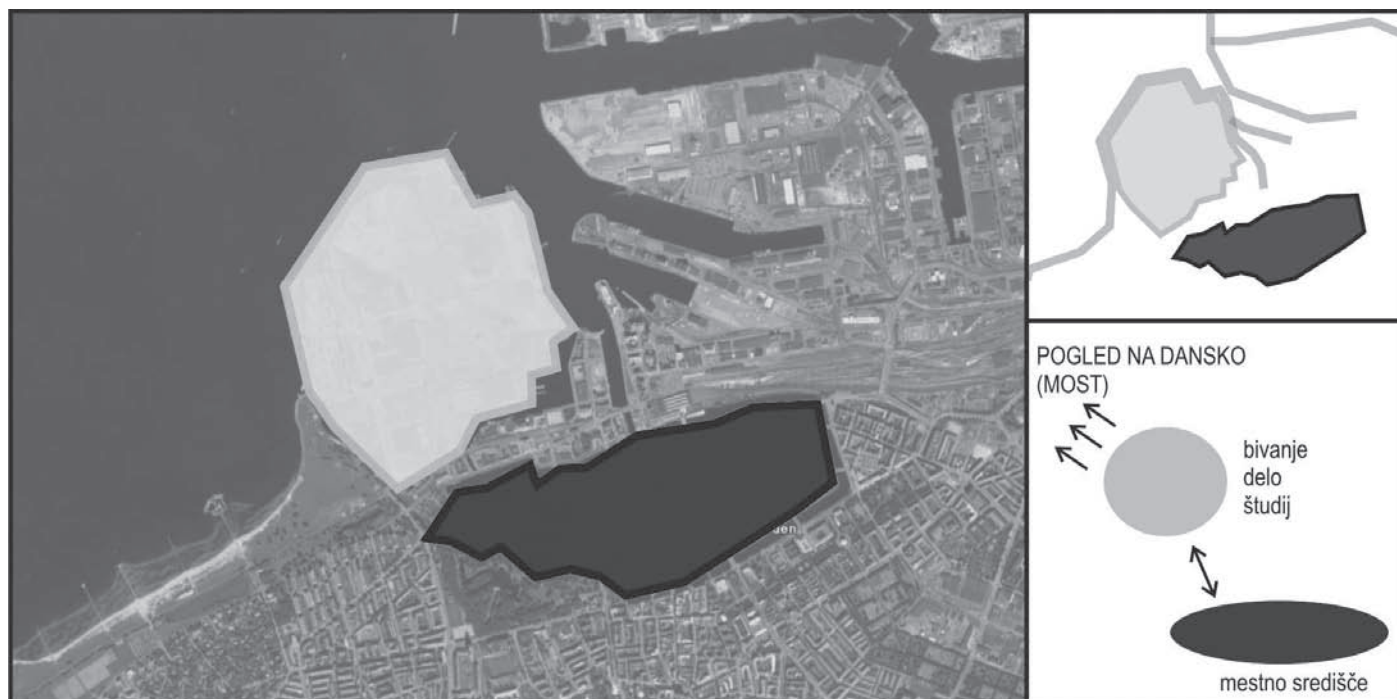 POGLED NA DANSKO
(MOST)
bivanje
delo
študij
mestno središče